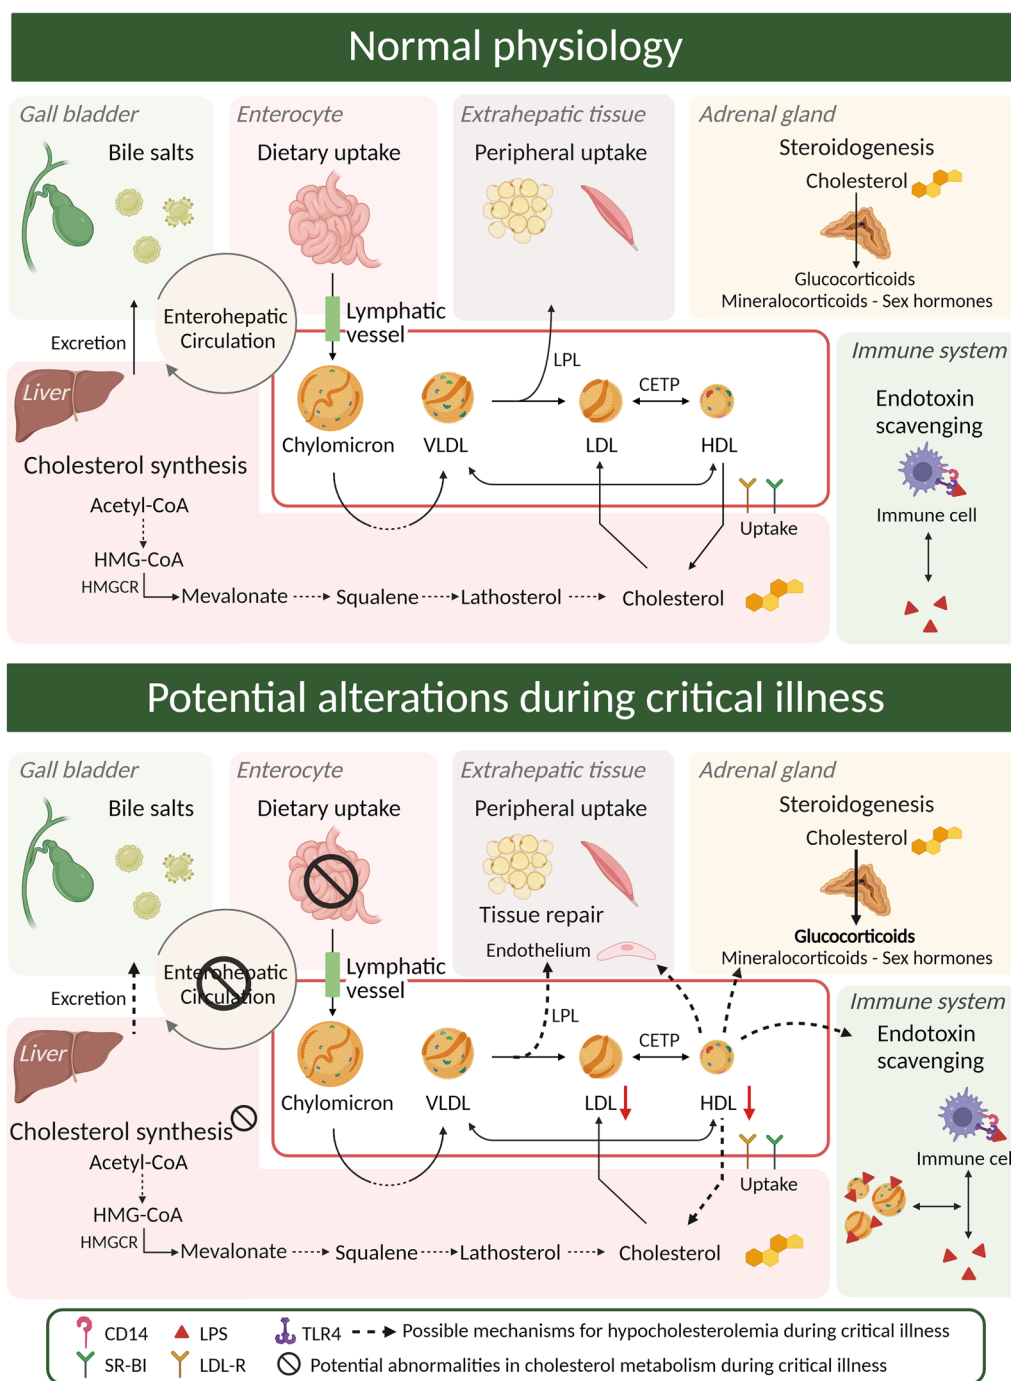 Normal physiology
Gall bladder
Bile salts
Enterocyte
Dietary uptake
Extrahepatic tissue
Peripheral uptake
Adrenal gland
Steroidogenesis
Cholesterol
Glucocorticoids
Mineralocorticoids - Sex hormones
Enterohepatic
Circulation
Lymphatic
vessel
Excretion
Liver
LPL
CETP
Chylomicron
VLDL
LDL
HDL
Immune system
Endotoxin
scavenging
Immune cell
Cholesterol synthesis
Acetyl-CoA
HMG-CoA
HMGCR
Mevalonate
Squalene
Lathosterol
Cholesterol
Uptake
Potential alterations during critical illness
Gall bladder
Bile salts
Enterocyte
Dietary uptake
Extrahepatic tissue
Peripheral uptake
Tissue repair
Endothelium
Adrenal gland
Steroidogenesis
Cholesterol
Glucocorticoids
Mineralocorticoids - Sex hormones
Enterohepatic
Circulation
Lymphatic
vessel
Excretion
Liver
LPL
CETP
Chylomicron
VLDL
LDL
HDL
Immune system
Endotoxin
scavenging
Immune cel
Cholesterol synthesis
Acetyl-CoA
HMG-CoA
HMGCR
Mevalonate
Squalene
Lathosterol
Cholesterol
Uptake
CD14
LPS
TLR4
Possible mechanisms for hypocholesterolemia during critical illness
SR-BI
LDL-R
Potential abnormalities in cholesterol metabolism during critical illness